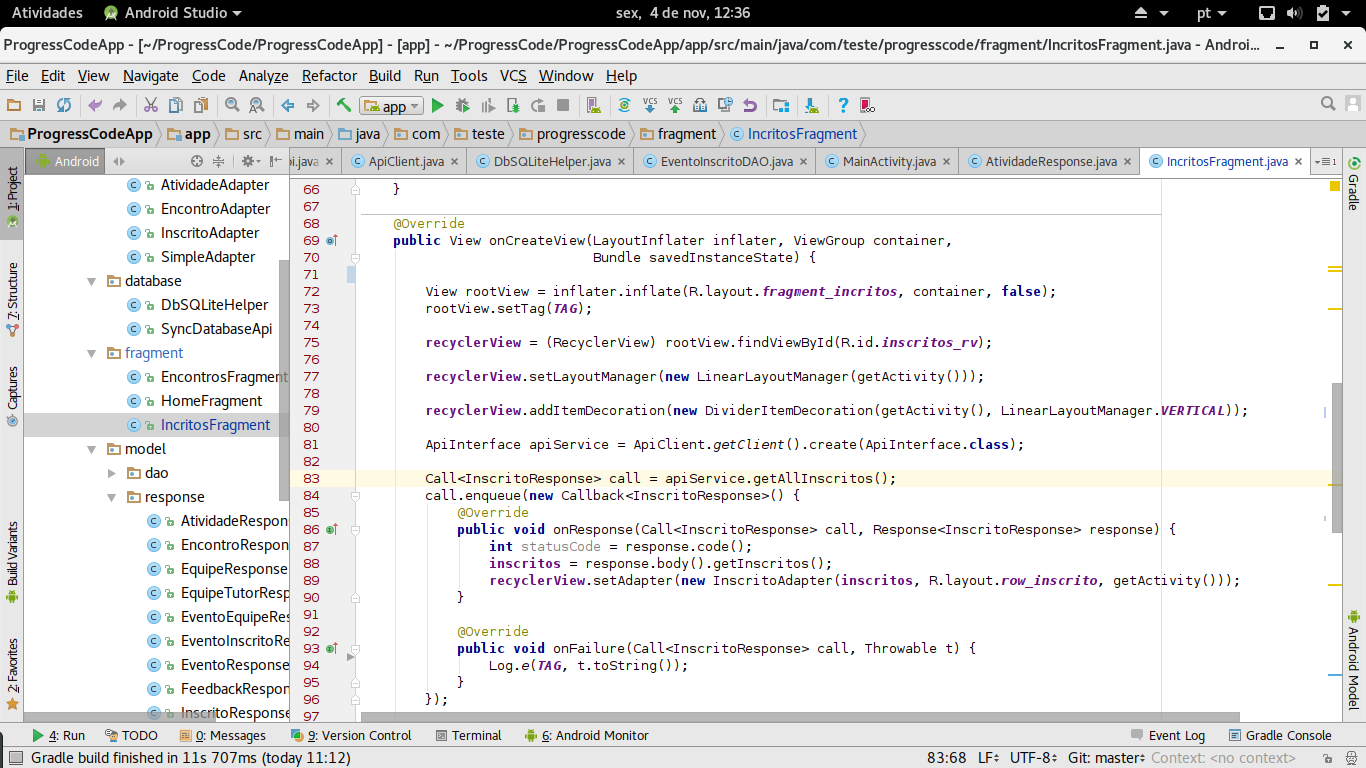 Atividades Android Studio sex, 4 de nov, 12:36 pt
ProgressCodeApp - [~/ProgressCode/ProgressCodeApp] - [app] - ~/ProgressCode/ProgressCodeApp/app/src/main/java/com/teste/progresscode/fragment/IncritosFragment.java - Androi...
File Edit View Navigate Code Analyze Refactor Build Run Tools VCS Window Help
app VCS VCS ?
ProgressCodeApp app src main java com teste progresscode fragment IncritosFragment
Android pi.java ApiClient.java DbSQLiteHelper.java EventoInscritoDAO.java MainActivity.java AtividadeResponse.java IncritosFragment.java 1
1: Project
7: Structure
Captures
Build Variants
2: Favorites
AtividadeAdapter
EncontroAdapter
InscritoAdapter
SimpleAdapter
database
DbSQLiteHelper
SyncDatabaseApi
fragment
EncontrosFragment
HomeFragment
IncritosFragment
model
dao
response
AtividadeRespon
EncontroRespon
EquipeResponse
EquipeTutorResp
EventoEquipeRes
EventoInscritoRe
EventoResponse
FeedbackRespon
InscritoResponse
66 }
67
68 @Override
69 public View onCreateView(LayoutInflater inflater, ViewGroup container,
70 Bundle savedInstanceState) {
71
72 View rootView = inflater.inflate(R.layout.fragment_incritos, container, false);
73 rootView.setTag(TAG);
74
75 recyclerView = (RecyclerView) rootView.findViewById(R.id.inscritos_rv);
76
77 recyclerView.setLayoutManager(new LinearLayoutManager(getActivity()));
78
79 recyclerView.addItemDecoration(new DividerItemDecoration(getActivity(), LinearLayoutManager.VERTICAL));
80
81 ApiInterface apiService = ApiClient.getClient().create(ApiInterface.class);
82
83 Call<InscritoResponse> call = apiService.getAllInscritos();
84 call.enqueue(new Callback<InscritoResponse>() {
85 @Override
86 public void onResponse(Call<InscritoResponse> call, Response<InscritoResponse> response) {
87 int statusCode = response.code();
88 inscritos = response.body().getInscritos();
89 recyclerView.setAdapter(new InscritoAdapter(inscritos, R.layout.row_inscrito, getActivity()));
90 }
91
92 @Override
93 public void onFailure(Call<InscritoResponse> call, Throwable t) {
94 Log.e(TAG, t.toString());
95 }
96 });
97
Gradle
Android Model
4: Run TODO 0: Messages 9: Version Control Terminal 6: Android Monitor Event Log Gradle Console
Gradle build finished in 11s 707ms (today 11:12) 83:68 LF UTF-8 Git: master Context: <no context>